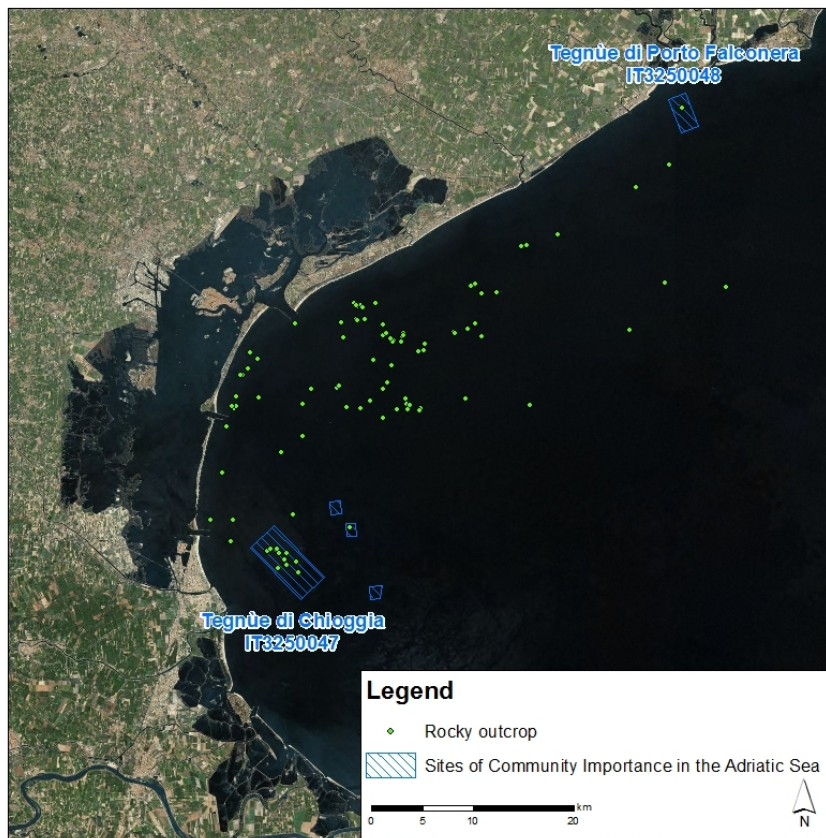 Tegnùe di Porto Falconera
IT3250048
Tegnùe di Chioggia
IT3250047
Legend
Rocky outcrop
Sites of Community Importance in the Adriatic Sea
km
0 5 10 20
N